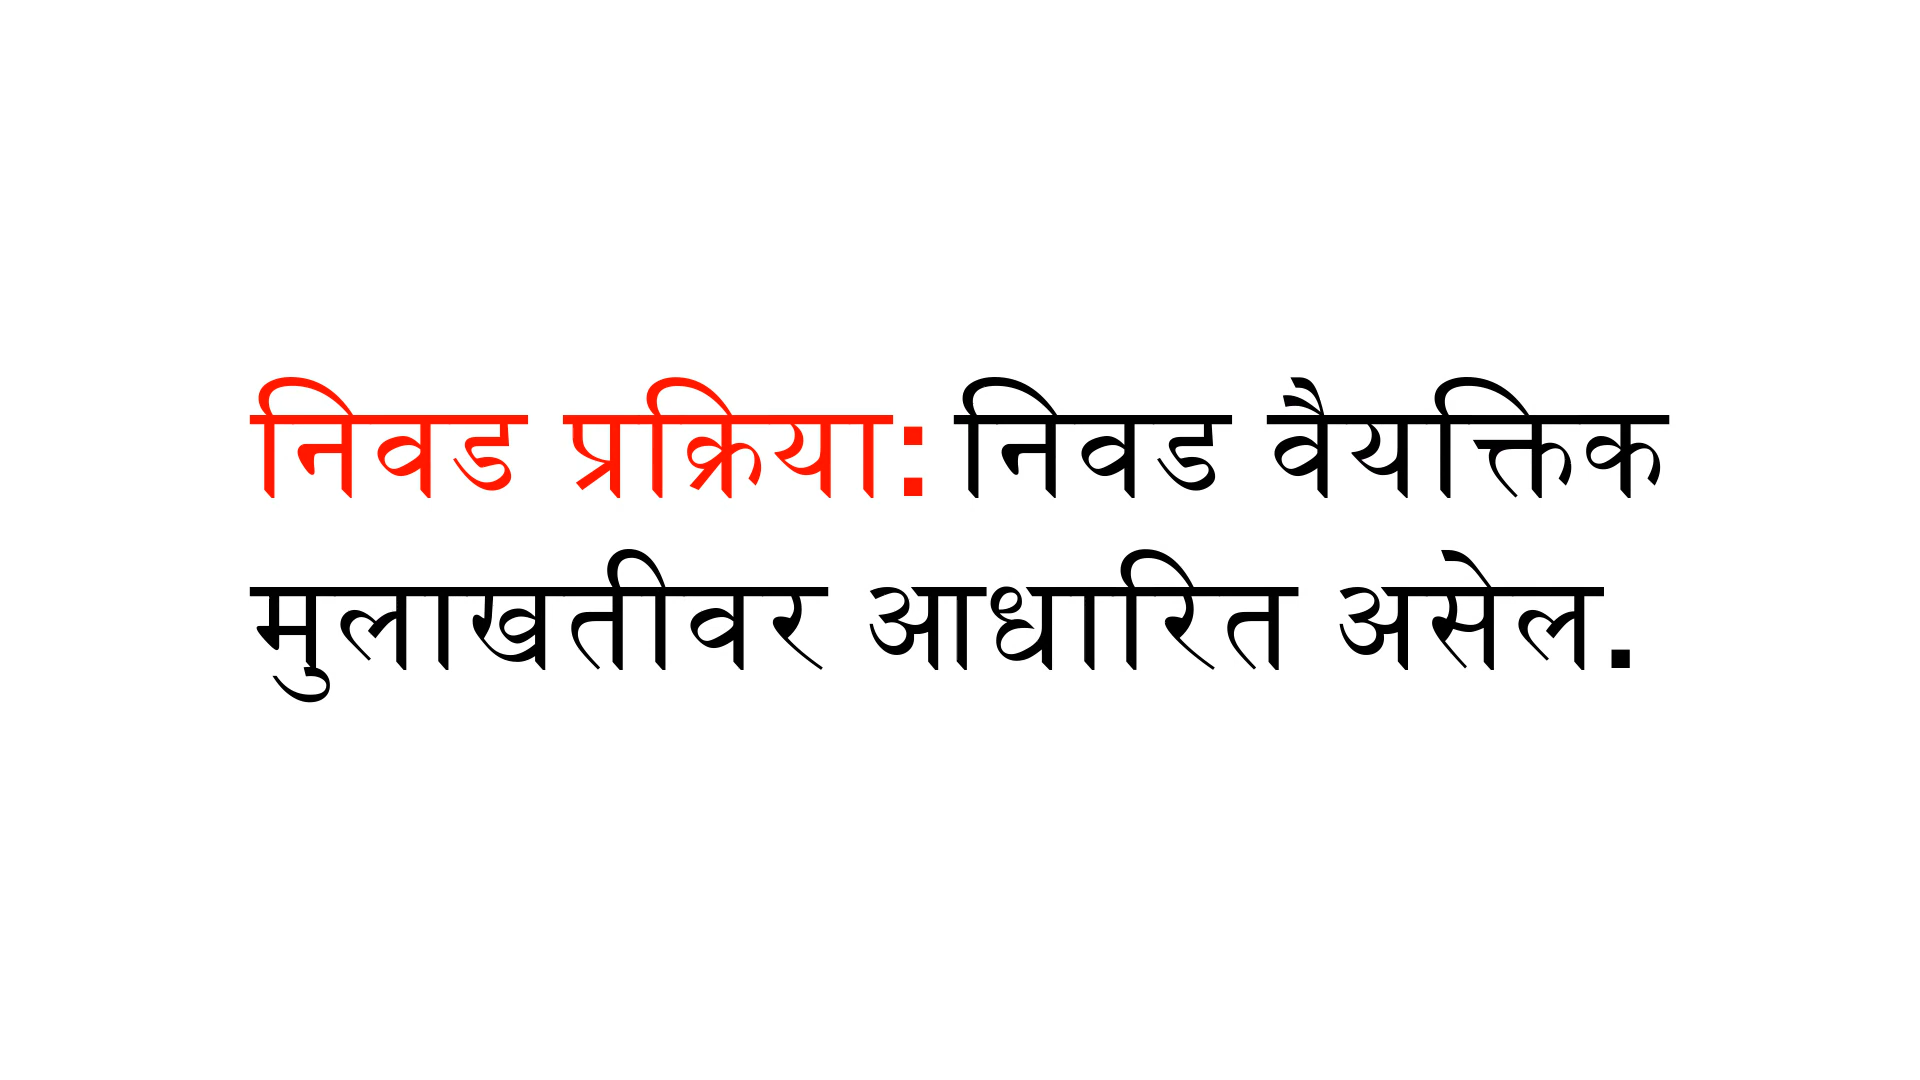 निवड प्रक्रिया: निवड वैयक्तिक
मुलाखतीवर आधारित असेल.